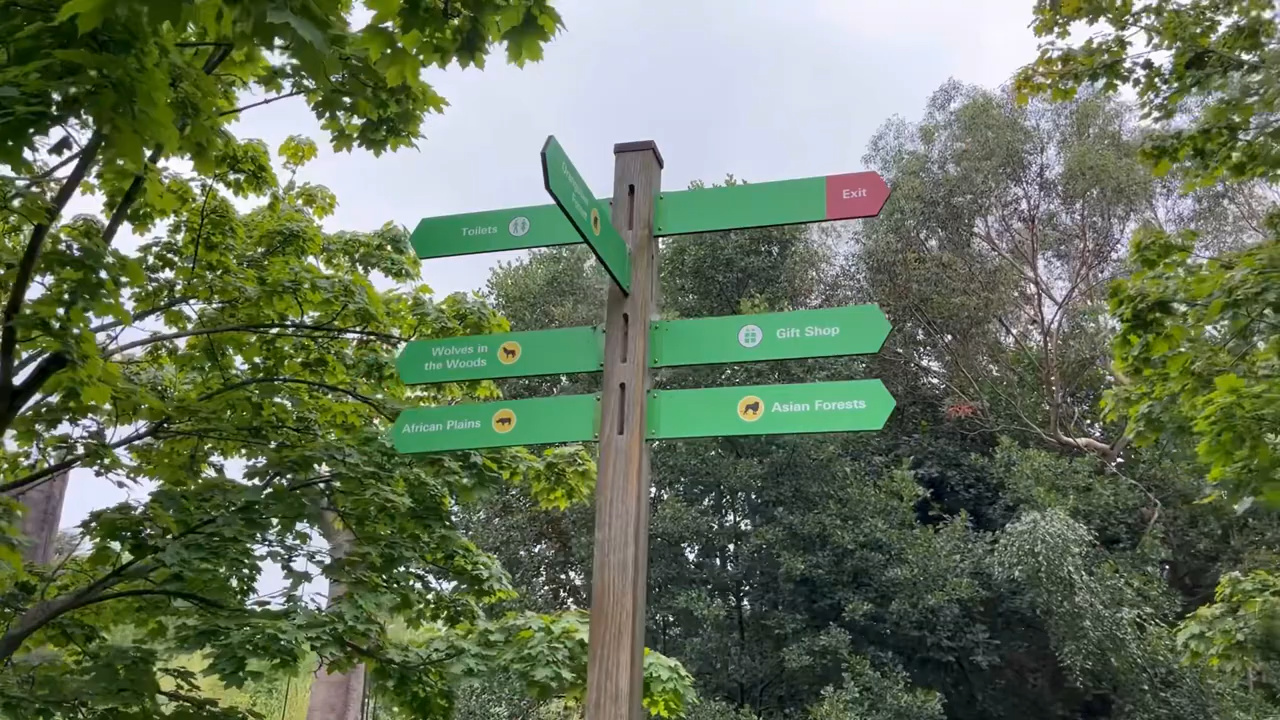 Toilets
Exit
Wolves in
the Woods
Gift Shop
African Plains
Asian Forests